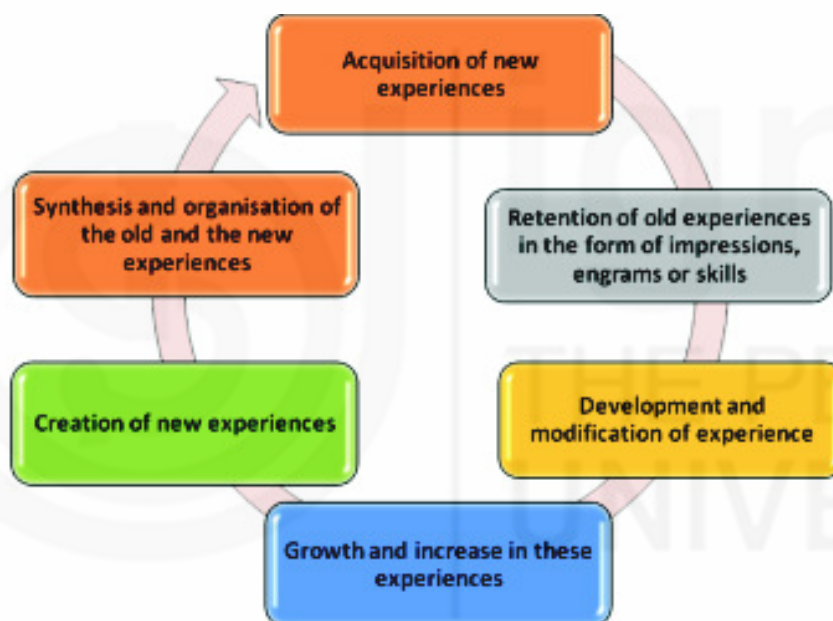 Acquisition of new
experiences
Retention of old experiences
in the form of impressions,
engrams or skills
Development and
modification of experience
Growth and increase in these
experiences
Creation of new experiences
Synthesis and organisation of
the old and the new
experiences
THE
UNIVE